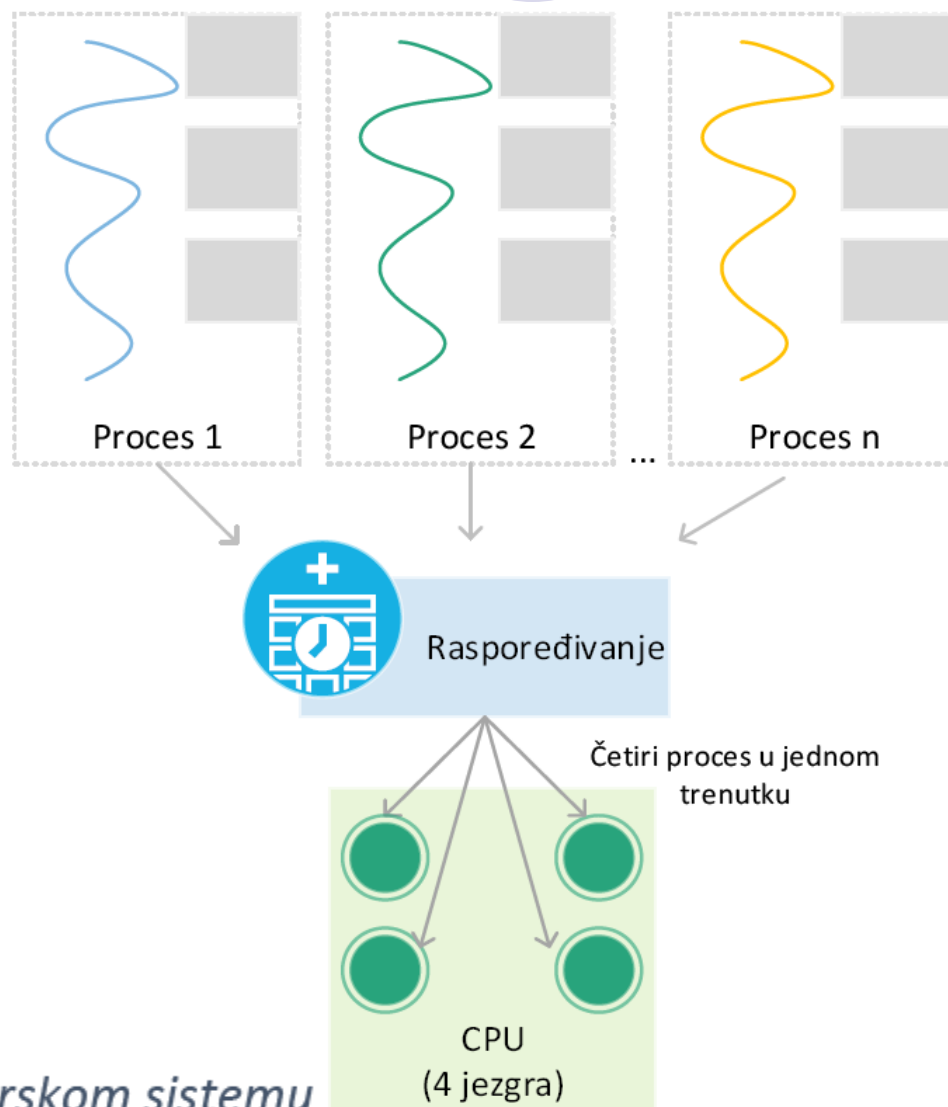 Proces 1
Proces 2
...
Proces n
Raspoređivanje
Četiri proces u jednom
trenutku
CPU
(4 jezgra)
rskom sistemu